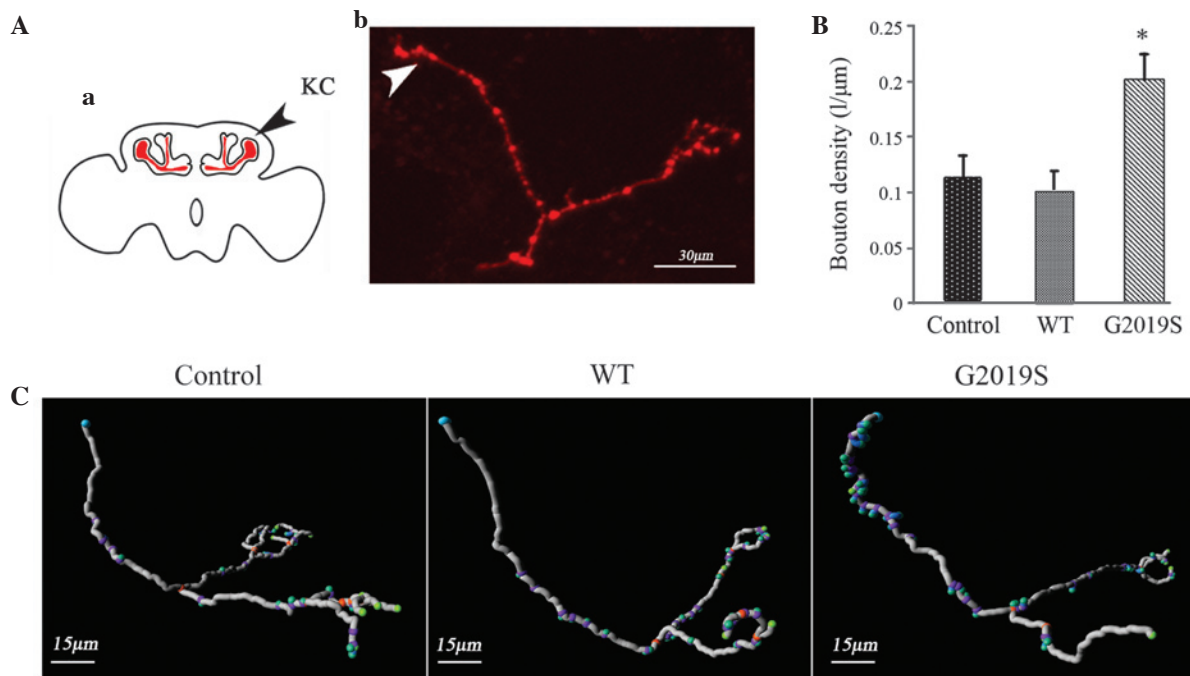 A
a
KC
b
30µm
B
Bouton density (1/µm)
0.25
0.2
0.15
0.1
0.05
0
*
Control
WT
G2019S
C
Control
WT
G2019S
15µm
15µm
15µm